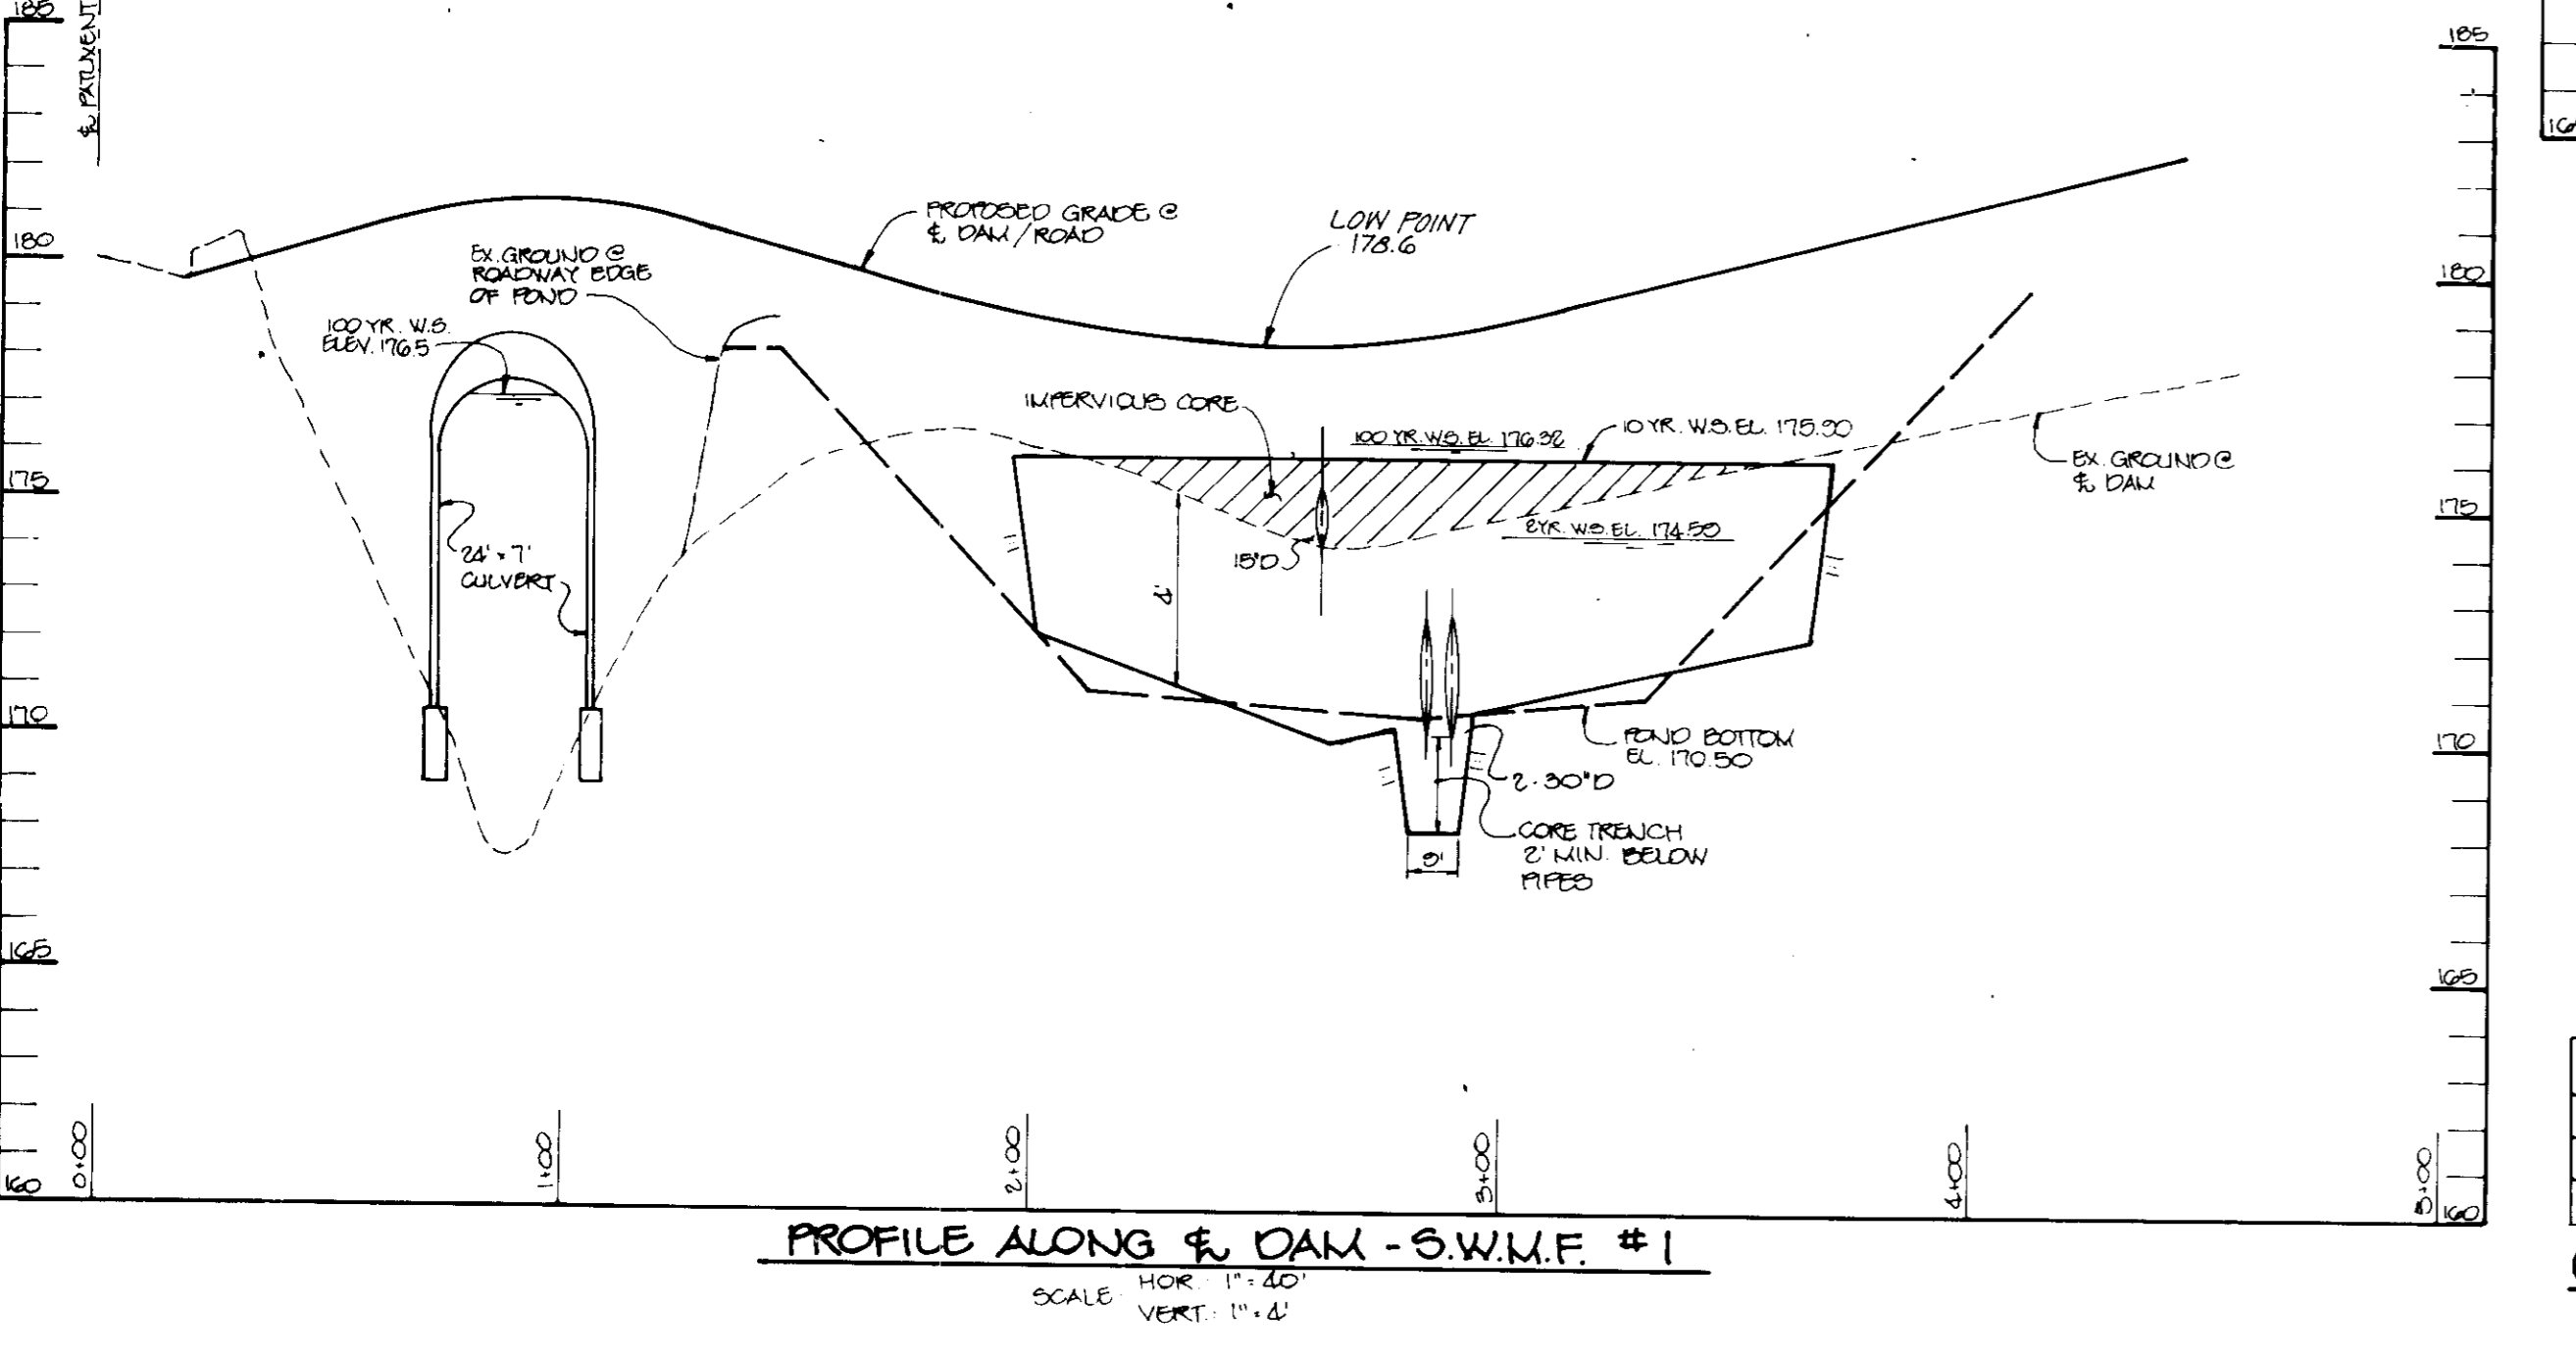 185
℄ PATUXENT
185
180
PROPOSED GRADE @
℄ DAM/ROAD
LOW POINT
178.6
EX. GROUND @
ROADWAY EDGE
OF POND
180
100 YR. W.S.
ELEV. 176.5
IMPERVIOUS CORE
100 YR. W.S. EL. 176.32
10 YR. W.S. EL. 175.90
EX. GROUND @
℄ DAM
175
175
2 YR. W.S. EL. 174.59
24' x 7'
CULVERT
15"D
4'
170
POND BOTTOM
EL. 170.50
170
2-30"D
CORE TRENCH
2' MIN. BELOW
PIPES
165
165
0+00
1+00
2+00
3+00
4+00
5+00
160
160
PROFILE ALONG ℄ DAM - S.W.M.F. #1
SCALE HOR. 1" = 40'
VERT.: 1" = 4'